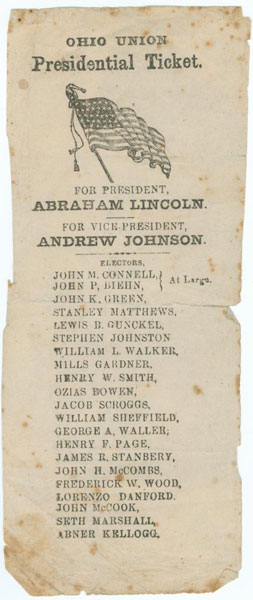 OHIO UNION
Presidential Ticket.
FOR PRESIDENT,
ABRAHAM LINCOLN.
FOR VICE-PRESIDENT,
ANDREW JOHNSON.
ELECTORS,
JOHN M. CONNELL, } At Large.
JOHN P. BIEHN,
JOHN K. GREEN,
STANLEY MATTHEWS,
LEWIS B. GUNCKEL,
STEPHEN JOHNSTON
WILLIAM L. WALKER,
MILLS GARDNER,
HENRY W. SMITH,
OZIAS BOWEN,
JACOB SCROGGS,
WILLIAM SHEFFIELD,
GEORGE A, WALLER;
HENRY F. PAGE,
JAMES R. STANBERY,
JOHN H. McCOMBS,
FREDERICK W. WOOD,
LORENZO DANFORD.
JOHN McCOOK,
SETH MARSHALL,
ABNER KELLOGG.